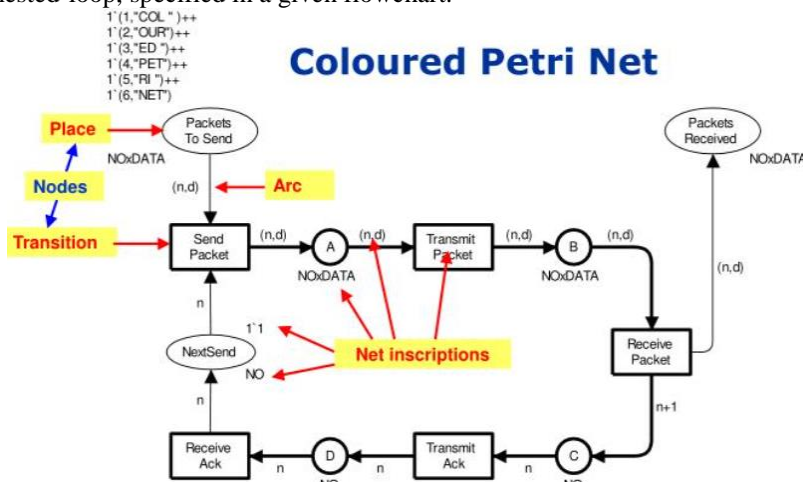 nested-loop, specified in a given flowchart.
1`(1,"COL " )++
1`(2,"OUR")++
1`(3,"ED ")++
1`(4,"PET")++
1`(5,"RI ")++
1`(6,"NET")
Coloured Petri Net
Place
Packets
To Send
NOxDATA
Packets
Received
NOxDATA
Nodes
(n,d)
Arc
Transition
Send
Packet
(n,d)
A
NOxDATA
(n,d)
Transmit
Packet
(n,d)
B
NOxDATA
(n,d)
(n,d)
n
1`1
NextSend
NO
Net inscriptions
Receive
Packet
n
n+1
Receive
Ack
n
D
NO
n
Transmit
Ack
n
C
NO